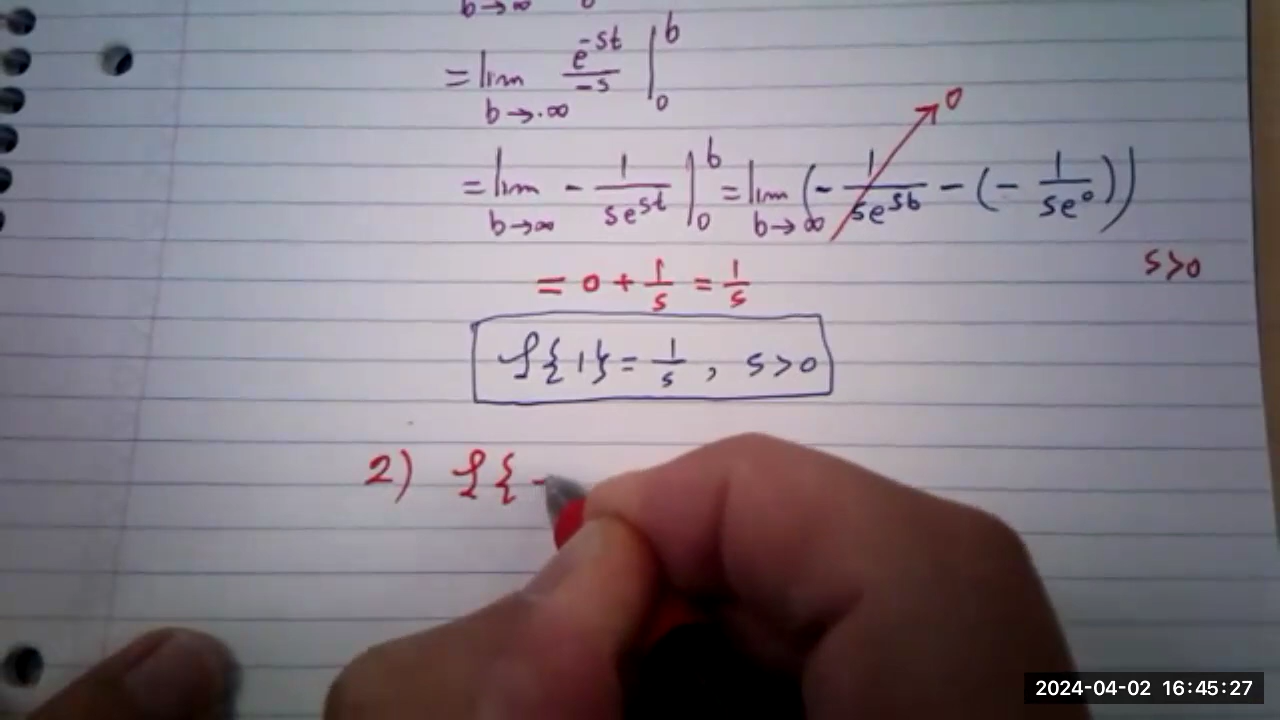 b→∞ 0
= lim b→∞ e^{-st}/-s |_0^b
= lim b→∞ - 1/(se^{st}) |_0^b = lim b→∞ (- 1/(se^{sb}) - (- 1/(se^0))) 0
s>0
= 0 + 1/s = 1/s
ℒ{1} = 1/s , s>0
2) ℒ{
2024-04-02 16:45:27